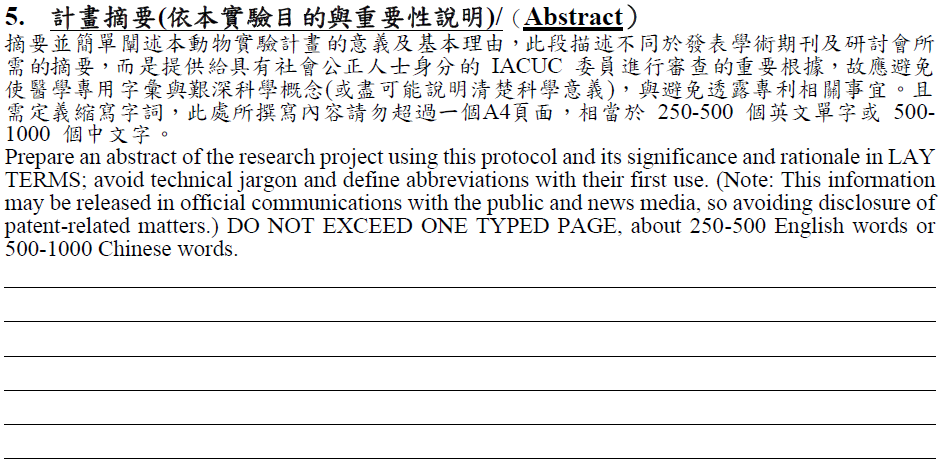 5. 計畫摘要(依本實驗目的與重要性說明)/（Abstract）
摘要並簡單闡述本動物實驗計畫的意義及基本理由，此段描述不同於發表學術期刊及研討會所
需的摘要，而是提供給具有社會公正人士身分的 IACUC 委員進行審查的重要根據，故應避免
使醫學專用字彙與艱深科學概念(或盡可能說明清楚科學意義)，與避免透露專利相關事宜。且
需定義縮寫字詞，此處所撰寫內容請勿超過一個A4頁面，相當於 250-500 個英文單字或 500-
1000 個中文字。
Prepare an abstract of the research project using this protocol and its significance and rationale in LAY
TERMS; avoid technical jargon and define abbreviations with their first use. (Note: This information
may be released in official communications with the public and news media, so avoiding disclosure of
patent-related matters.) DO NOT EXCEED ONE TYPED PAGE, about 250-500 English words or
500-1000 Chinese words.